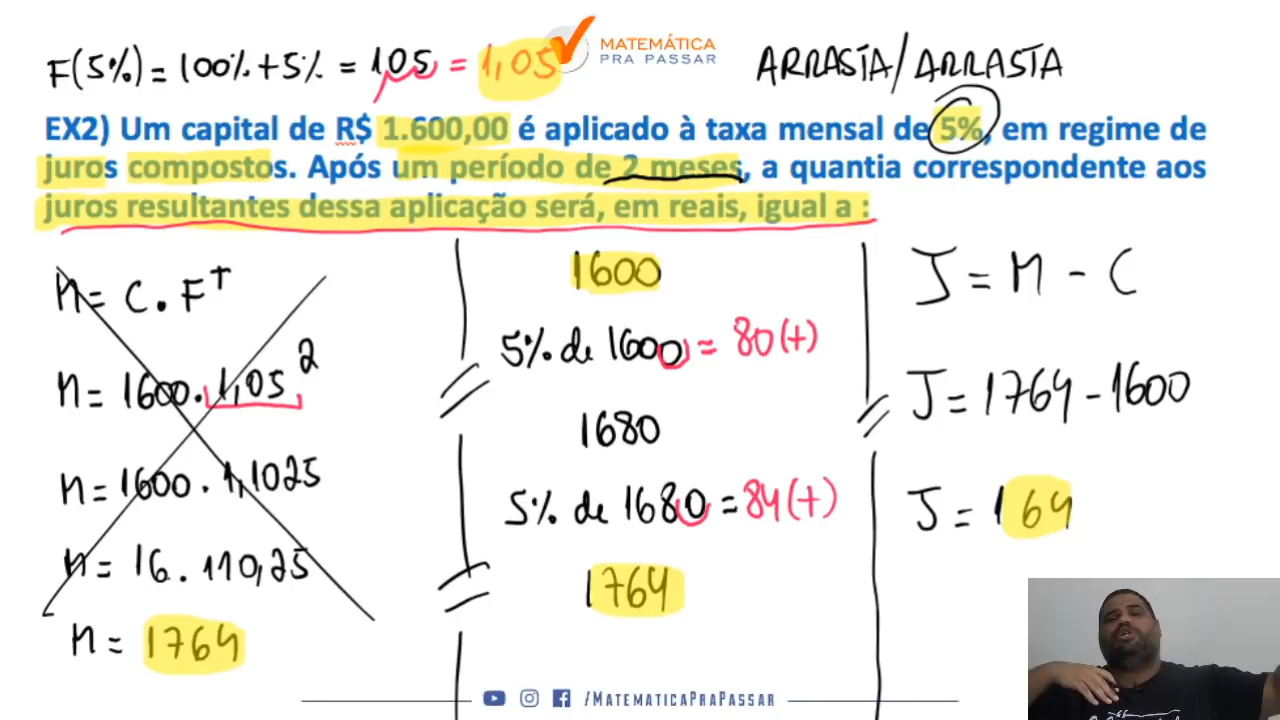 F(5%) = 100% + 5% = 105 = 1,05
MATEMÁTICA
PRA PASSAR
ARRASTA/ARRASTA
EX2) Um capital de R$ 1.600,00 é aplicado à taxa mensal de 5%, em regime de
juros compostos. Após um período de 2 meses, a quantia correspondente aos
juros resultantes dessa aplicação será, em reais, igual a :
M = C . F^T
M = 1600 . 1,05^2
M = 1600 . 1,1025
M = 16 . 110,25
M = 1764
1600
5% de 1600 = 80 (+)
1680
5% de 1680 = 84 (+)
1764
J = M - C
J = 1764 - 1600
J = 164
/MATEMATICAPRAPASSAR